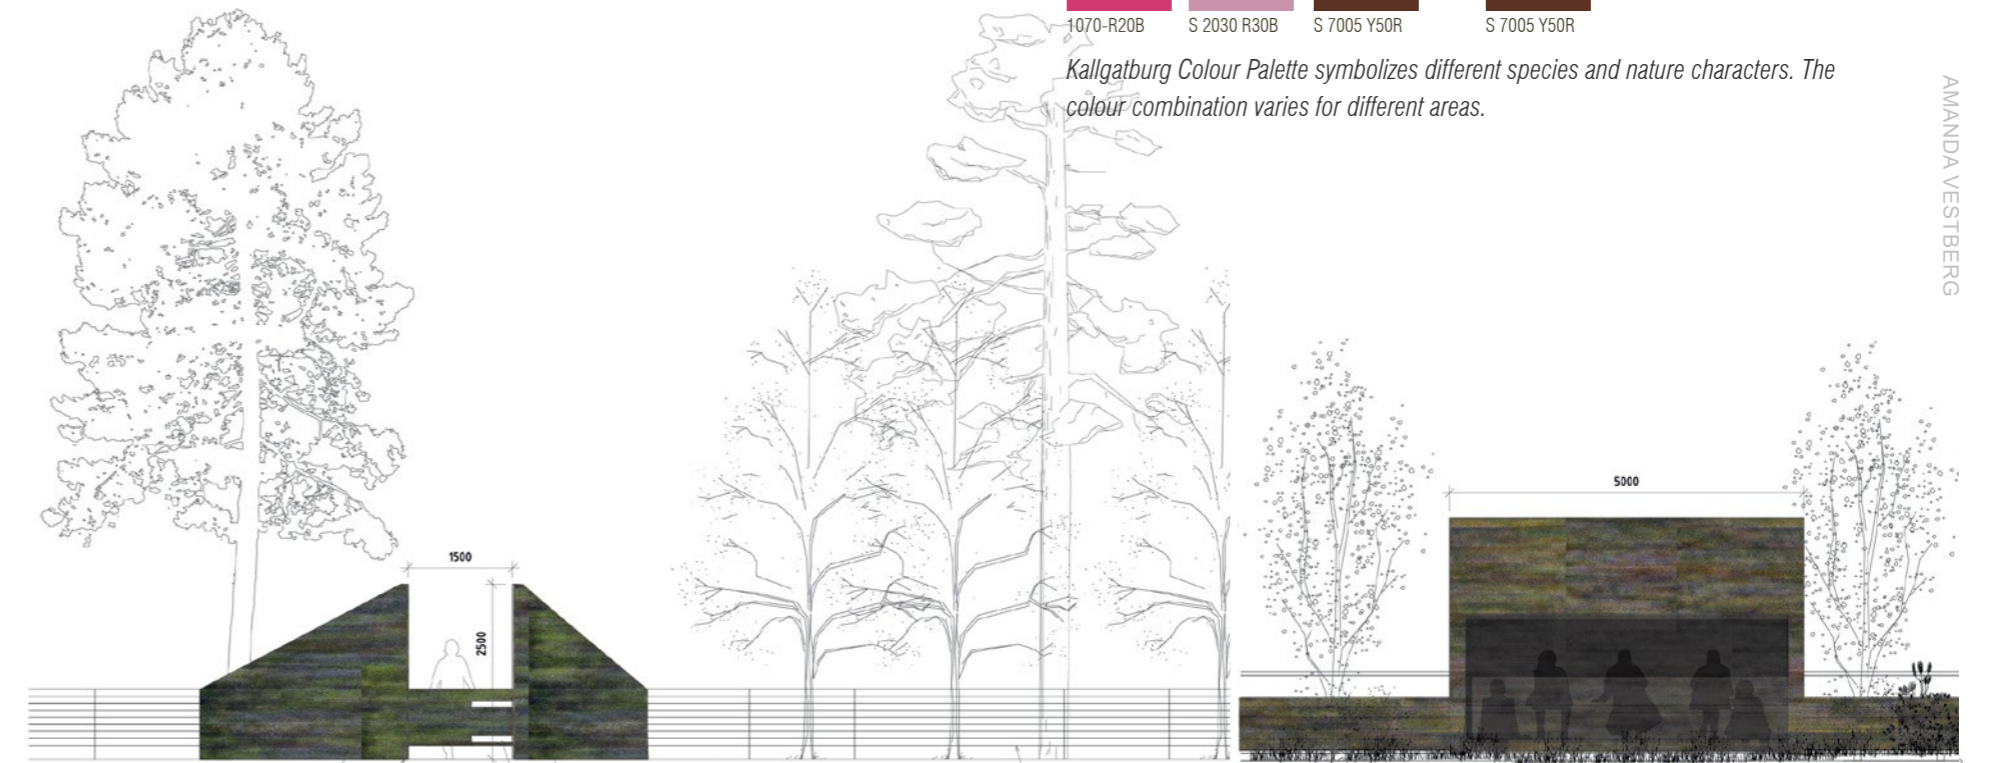 1070-R20B
S 2030 R30B
S 7005 Y50R
S 7005 Y50R
Kallgatburg Colour Palette symbolizes different species and nature characters. The
colour combination varies for different areas.
AMANDA VESTBERG
1500
2500
5000